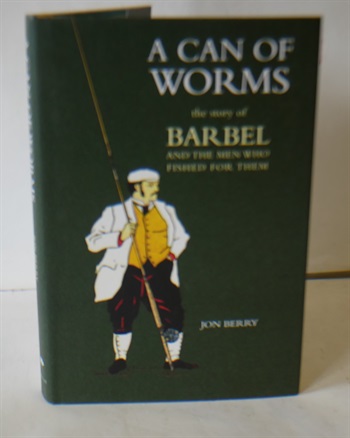 A CAN OF
WORMS
the story of
BARBEL
AND THE MEN WHO
FISHED FOR THEM
JON BERRY